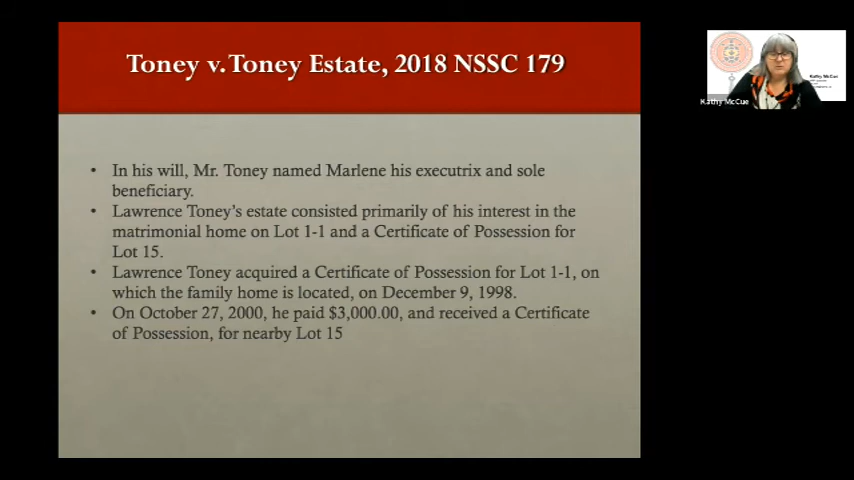 Toney v. Toney Estate, 2018 NSSC 179
• In his will, Mr. Toney named Marlene his executrix and sole
beneficiary.
• Lawrence Toney's estate consisted primarily of his interest in the
matrimonial home on Lot 1-1 and a Certificate of Possession for
Lot 15.
• Lawrence Toney acquired a Certificate of Possession for Lot 1-1, on
which the family home is located, on December 9, 1998.
• On October 27, 2000, he paid $3,000.00, and received a Certificate
of Possession, for nearby Lot 15
Kathy McCue
Kathy McCue